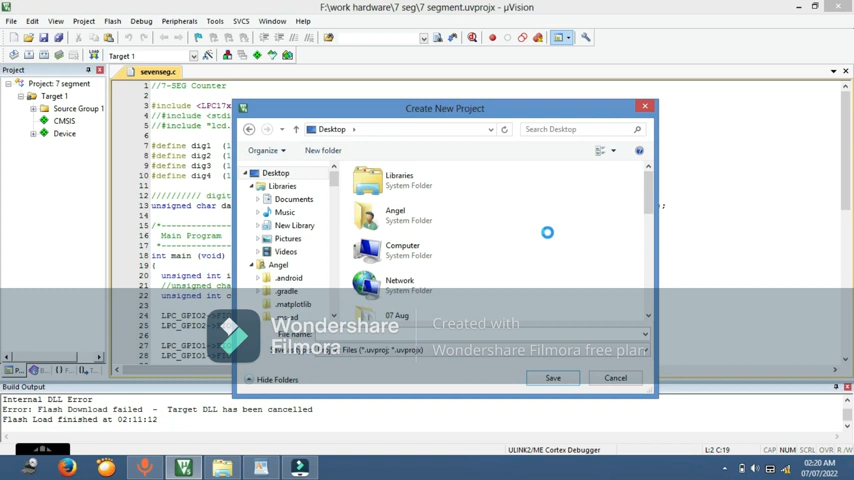 F:\work hardware\7 seg\7 segment.uvprojx - µVision
File Edit View Project Flash Debug Peripherals Tools SVCS Window Help
Target 1
Project
Project: 7 segment
Target 1
Source Group 1
CMSIS
Device
sevenseg.c
1 //7-SEG Counter
2
3 #include <LPC17x
4 //#include <stdi
5 //#include "lcd.
6
7 #define dig1 (1
8 #define dig2 (1
9 #define dig3 (1
10 #define dig4 (1
11
12 ////////// digit
13 unsigned char da
14
15 /*----------
16 Main Program
17 *----------
18 int main (void)
19 {
20 unsigned int i
21 //unsigned cha
22 unsigned int c
23
24 LPC_GPIO2->FIO
25 LPC_GPIO2->FIO
26
27 LPC_GPIO1->FIO
28 LPC_GPIO1->FIO
Create New Project
Desktop
Search Desktop
Organize
New folder
Desktop
Libraries
Documents
Music
New Library
Pictures
Videos
Angel
.android
.gradle
.matplotlib
Libraries
System Folder
Angel
System Folder
Computer
System Folder
Network
System Folder
07 Aug
File name:
Files (*.uvproj; *.uvprojx)
Hide Folders
Save
Cancel
Wondershare
Filmora
Created with
Wondershare Filmora free plan
Build Output
Internal DLL Error
Error: Flash Download failed - Target DLL has been cancelled
Flash Load finished at 02:11:12
ULINK2/ME Cortex Debugger
L:2 C:19
CAP NUM SCRL OVR R/W
02:20 AM
07/07/2022